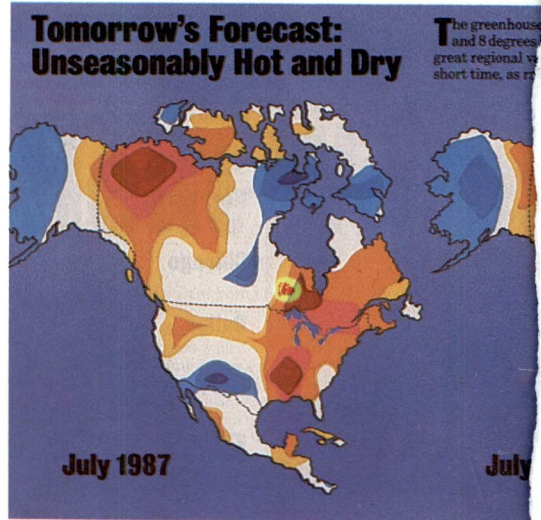 Tomorrow's Forecast:
Unseasonably Hot and Dry
The greenhouse
and 8 degrees
great regional
short time, as
July 1987
July